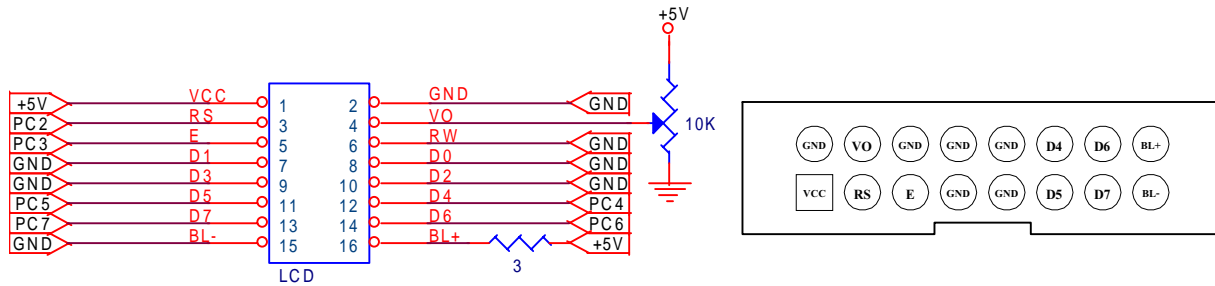 +5V
+5V VCC 1 2 GND GND
PC2 RS 3 4 VO 10K
PC3 E 5 6 RW GND
GND D1 7 8 D0 GND
GND D3 9 10 D2 GND
PC5 D5 11 12 D4 PC4
PC7 D7 13 14 D6 PC6
GND BL- 15 16 BL+ +5V
3
LCD
GND VO GND GND GND D4 D6 BL+
VCC RS E GND GND D5 D7 BL-